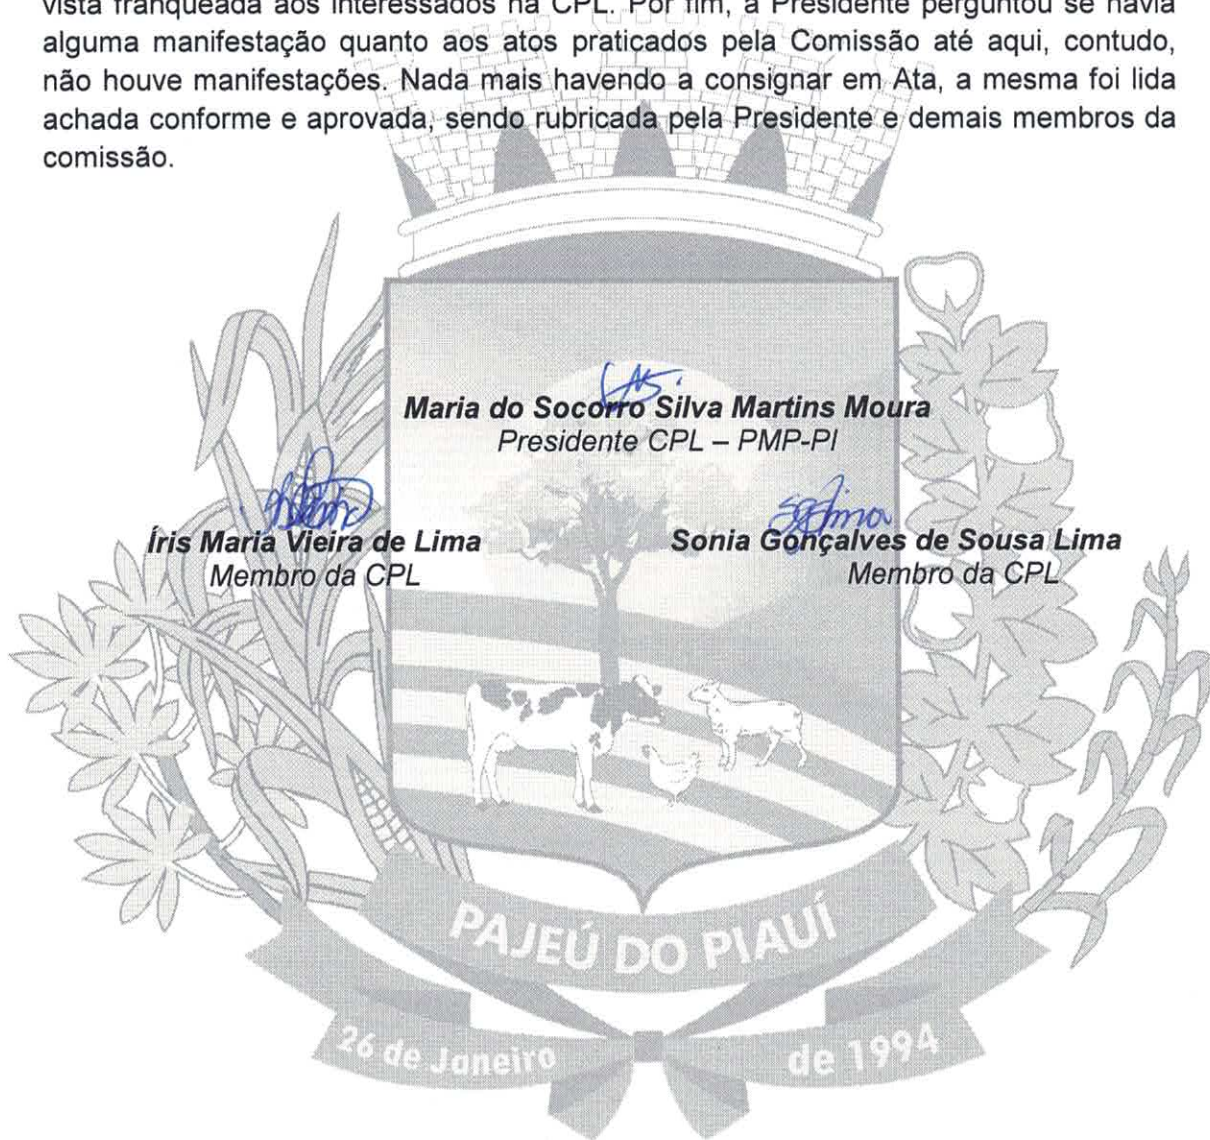 vista franqueada aos interessados na CPL. Por fim, a Presidente perguntou se havia
alguma manifestação quanto aos atos praticados pela Comissão até aqui, contudo,
não houve manifestações. Nada mais havendo a consignar em Ata, a mesma foi lida
achada conforme e aprovada, sendo rubricada pela Presidente e demais membros da
comissão.
Maria do Socorro Silva Martins Moura
Presidente CPL – PMP-PI
Íris Maria Vieira de Lima
Membro da CPL
Sonia Gonçalves de Sousa Lima
Membro da CPL
PAJEÚ DO PIAUÍ
26 de Janeiro de 1994